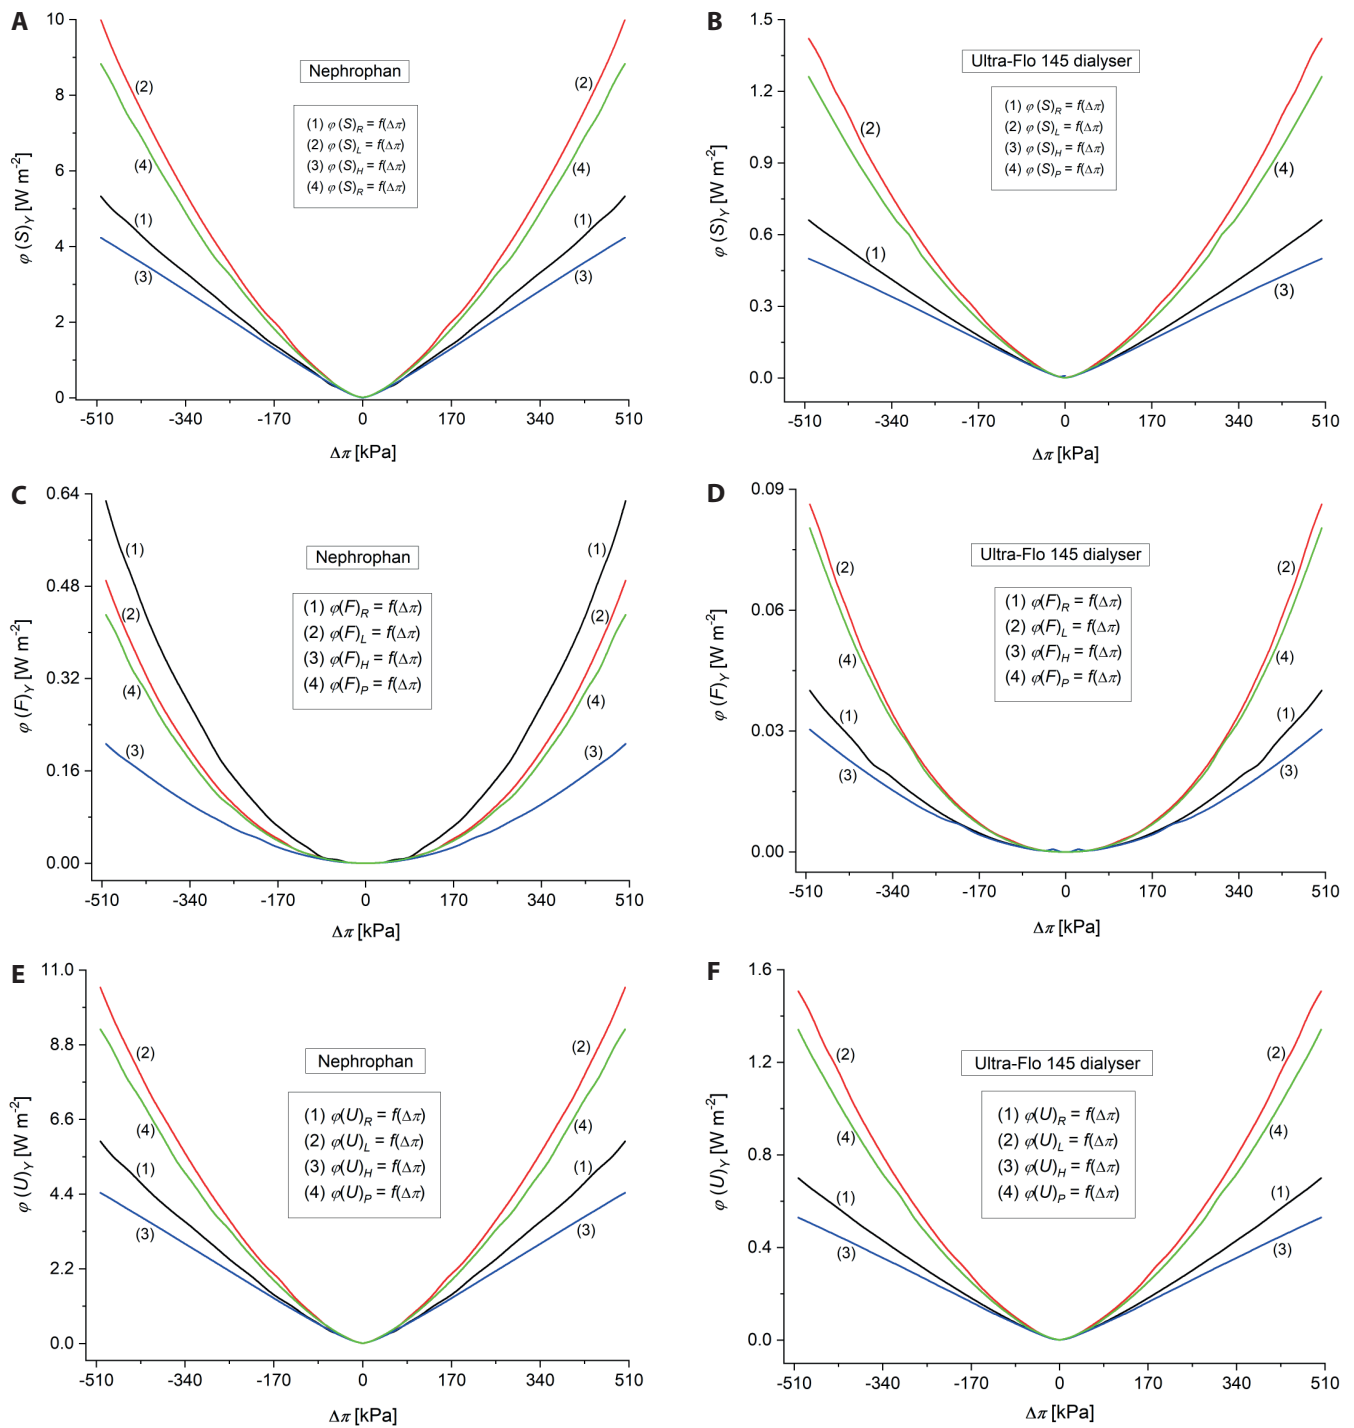 A
10
8
6
4
2
0
φ (S)Y [W m-2]
Nephrophan
(1) φ (S)R = f(Δπ)
(2) φ (S)L = f(Δπ)
(3) φ (S)H = f(Δπ)
(4) φ (S)R = f(Δπ)
(2)
(4)
(1)
(3)
(2)
(4)
(1)
(3)
-510 -340 -170 0 170 340 510
Δπ [kPa]
B
1.5
1.2
0.9
0.6
0.3
0.0
φ (S)Y [W m-2]
Ultra-Flo 145 dialyser
(1) φ (S)R = f(Δπ)
(2) φ (S)L = f(Δπ)
(3) φ (S)H = f(Δπ)
(4) φ (S)P = f(Δπ)
(2)
(1)
(4)
(3)
-510 -340 -170 0 170 340 510
Δπ [kPa]
C
0.64
0.48
0.32
0.16
0.00
φ (F)Y [W m-2]
Nephrophan
(1) φ(F)R = f(Δπ)
(2) φ(F)L = f(Δπ)
(3) φ(F)H = f(Δπ)
(4) φ(F)P = f(Δπ)
(1)
(2)
(4)
(3)
(1)
(2)
(4)
(3)
-510 -340 -170 0 170 340 510
Δπ [kPa]
D
0.09
0.06
0.03
0.00
φ (F)Y [W m-2]
Ultra-Flo 145 dialyser
(1) φ(F)R = f(Δπ)
(2) φ(F)L = f(Δπ)
(3) φ(F)H = f(Δπ)
(4) φ(F)P = f(Δπ)
(2)
(4)
(1)
(3)
(2)
(4)
(1)
(3)
-510 -340 -170 0 170 340 510
Δπ [kPa]
E
11.0
8.8
6.6
4.4
2.2
0.0
φ (U)Y [W m-2]
Nephrophan
(1) φ(U)R = f(Δπ)
(2) φ(U)L = f(Δπ)
(3) φ(U)H = f(Δπ)
(4) φ(U)P = f(Δπ)
(2)
(4)
(1)
(3)
(2)
(4)
(1)
(3)
-510 -340 -170 0 170 340 510
Δπ [kPa]
F
1.6
1.2
0.8
0.4
0.0
φ (U)Y [W m-2]
Ultra-Flo 145 dialyser
(1) φ(U)R = f(Δπ)
(2) φ(U)L = f(Δπ)
(3) φ(U)H = f(Δπ)
(4) φ(U)P = f(Δπ)
(2)
(4)
(1)
(3)
(2)
(4)
(1)
(3)
-510 -340 -170 0 170 340 510
Δπ [kPa]